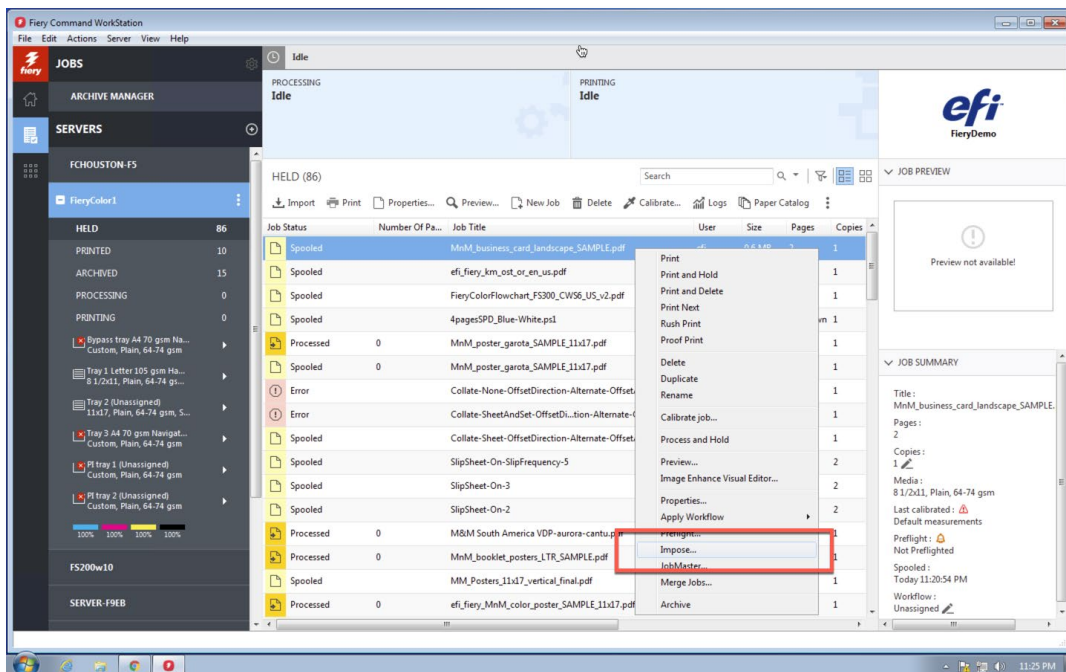 Fiery Command WorkStation
File Edit Actions Server View Help
fiery
JOBS
Idle
ARCHIVE MANAGER
PROCESSING
Idle
PRINTING
Idle
efi
FieryDemo
SERVERS
FCHOUSTON-F5
FieryColor1
HELD 86
PRINTED 10
ARCHIVED 15
PROCESSING 0
PRINTING 0
Bypass tray A4 70 gsm Na...
Custom, Plain, 64-74 gsm
Tray 1 Letter 105 gsm Ha...
8 1/2x11, Plain, 64-74 gs...
Tray 2 (Unassigned)
11x17, Plain, 64-74 gsm, S...
Tray 3 A4 70 gsm Navigat...
Custom, Plain, 64-74 gsm
PI tray 1 (Unassigned)
Custom, Plain, 64-74 gsm
PI tray 2 (Unassigned)
Custom, Plain, 64-74 gsm
100% 100% 100% 100%
FS200w10
SERVER-F9EB
HELD (86)
Search
Import Print Properties... Preview... New Job Delete Calibrate... Logs Paper Catalog
Job Status Number Of Pa... Job Title User Size Pages Copies
Spooled MnM_business_card_landscape_SAMPLE.pdf efi 0.6 MB 2 1
Spooled efi_fiery_km_ost_or_en_us.pdf 1
Spooled FieryColorFlowchart_FS300_CWS6_US_v2.pdf 1
Spooled 4pagesSPD_Blue-White.ps1 wn 1
Processed 0 MnM_poster_garota_SAMPLE_11x17.pdf 1
Spooled 0 MnM_poster_garota_SAMPLE_11x17.pdf 1
Error Collate-None-OffsetDirection-Alternate-Offset 1
Error Collate-SheetAndSet-OffsetDi...tion-Alternate- 1
Spooled Collate-Sheet-OffsetDirection-Alternate-Offset 1
Spooled SlipSheet-On-SlipFrequency-5 2
Spooled SlipSheet-On-3 2
Spooled SlipSheet-On-2 2
Processed 0 M&M South America VDP-aurora-cantu.pdf 1
Processed 0 MnM_booklet_posters_LTR_SAMPLE.pdf 1
Spooled MM_Posters_11x17_vertical_final.pdf 1
Processed 0 efi_fiery_MnM_color_poster_SAMPLE_11x17.pdf 1
Print
Print and Hold
Print and Delete
Print Next
Rush Print
Proof Print
Delete
Duplicate
Rename
Calibrate job...
Process and Hold
Preview...
Image Enhance Visual Editor...
Properties...
Apply Workflow
Preflight...
Impose...
JobMaster...
Merge Jobs...
Archive
JOB PREVIEW
Preview not available!
JOB SUMMARY
Title :
MnM_business_card_landscape_SAMPLE.
Pages :
2
Copies :
1
Media :
8 1/2x11, Plain, 64-74 gsm
Last calibrated :
Default measurements
Preflight :
Not Preflighted
Spooled :
Today 11:20:54 PM
Workflow :
Unassigned
11:25 PM